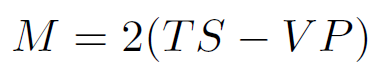 M = 2(TS − VP)